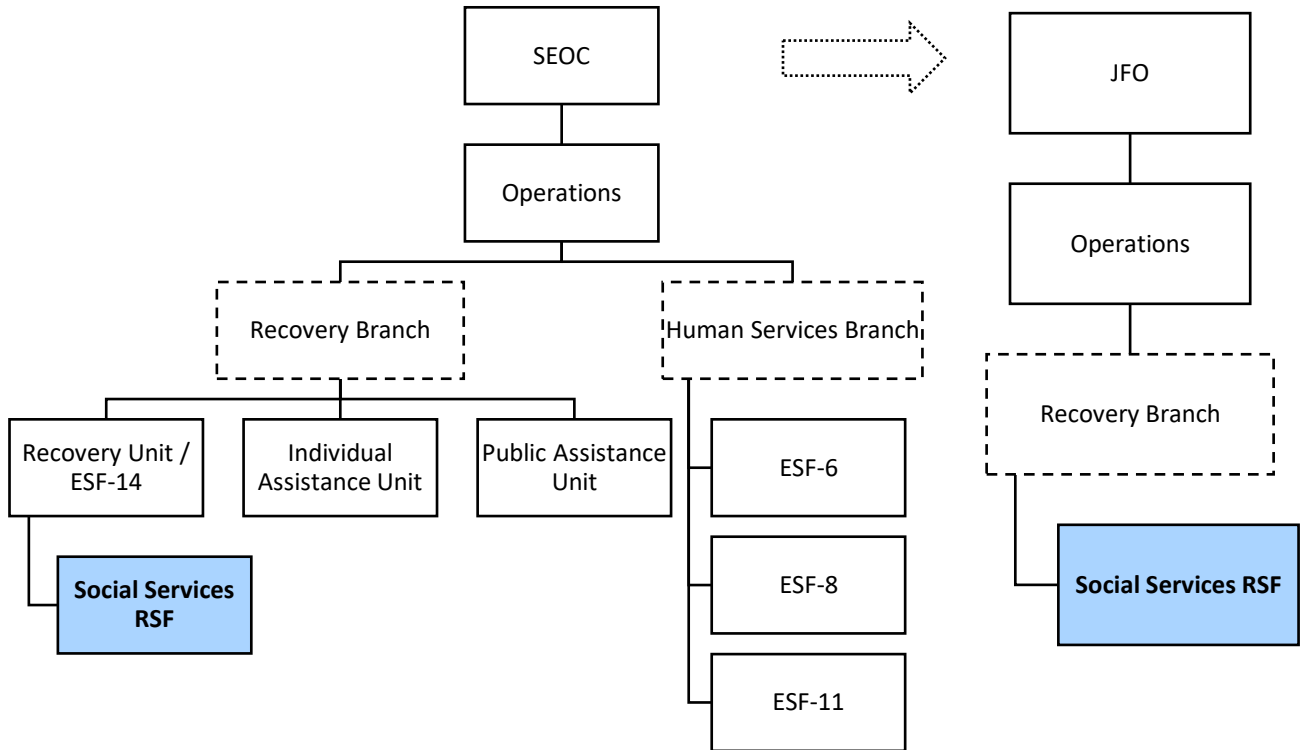 SEOC
JFO
Operations
Operations
Recovery Branch
Human Services Branch
Recovery Branch
Recovery Unit /
ESF-14
Individual
Assistance Unit
Public Assistance
Unit
ESF-6
Social Services
RSF
ESF-8
Social Services RSF
ESF-11